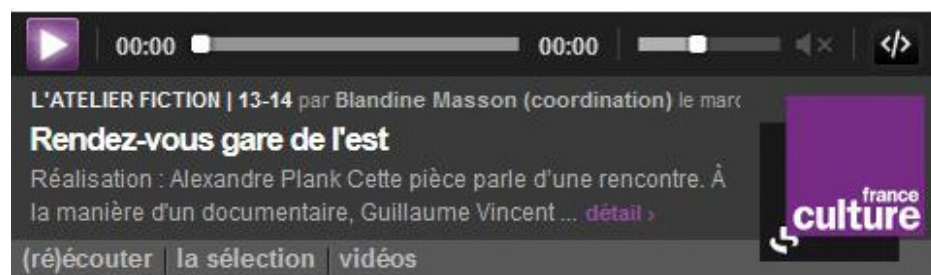 00:00 00:00 </>
L'ATELIER FICTION | 13-14 par Blandine Masson (coordination) le
Rendez-vous gare de l'est
Réalisation : Alexandre Plank Cette pièce parle d'une rencontre. À
la manière d'un documentaire, Guillaume Vincent ... détail ›
france
culture
(ré)écouter | la sélection | vidéos